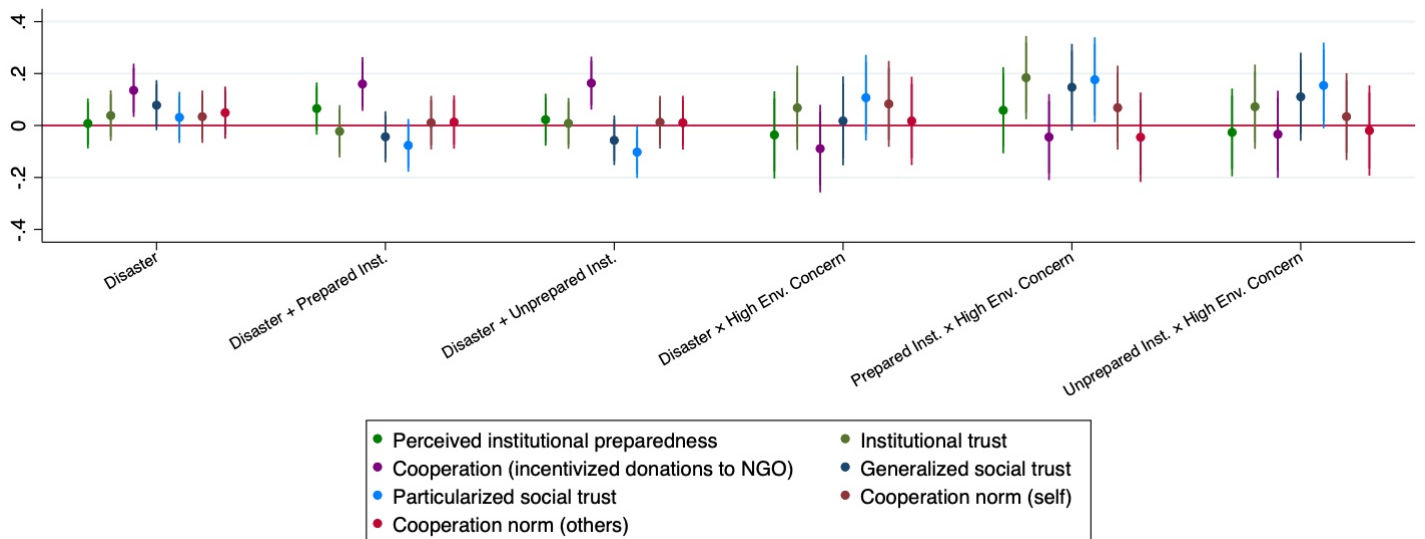 .4
.2
0
-.2
-.4
Disaster
Disaster + Prepared Inst.
Disaster + Unprepared Inst.
Disaster x High Env. Concern
Prepared Inst. x High Env. Concern
Unprepared Inst. x High Env. Concern
Perceived institutional preparedness
Institutional trust
Cooperation (incentivized donations to NGO)
Generalized social trust
Particularized social trust
Cooperation norm (self)
Cooperation norm (others)